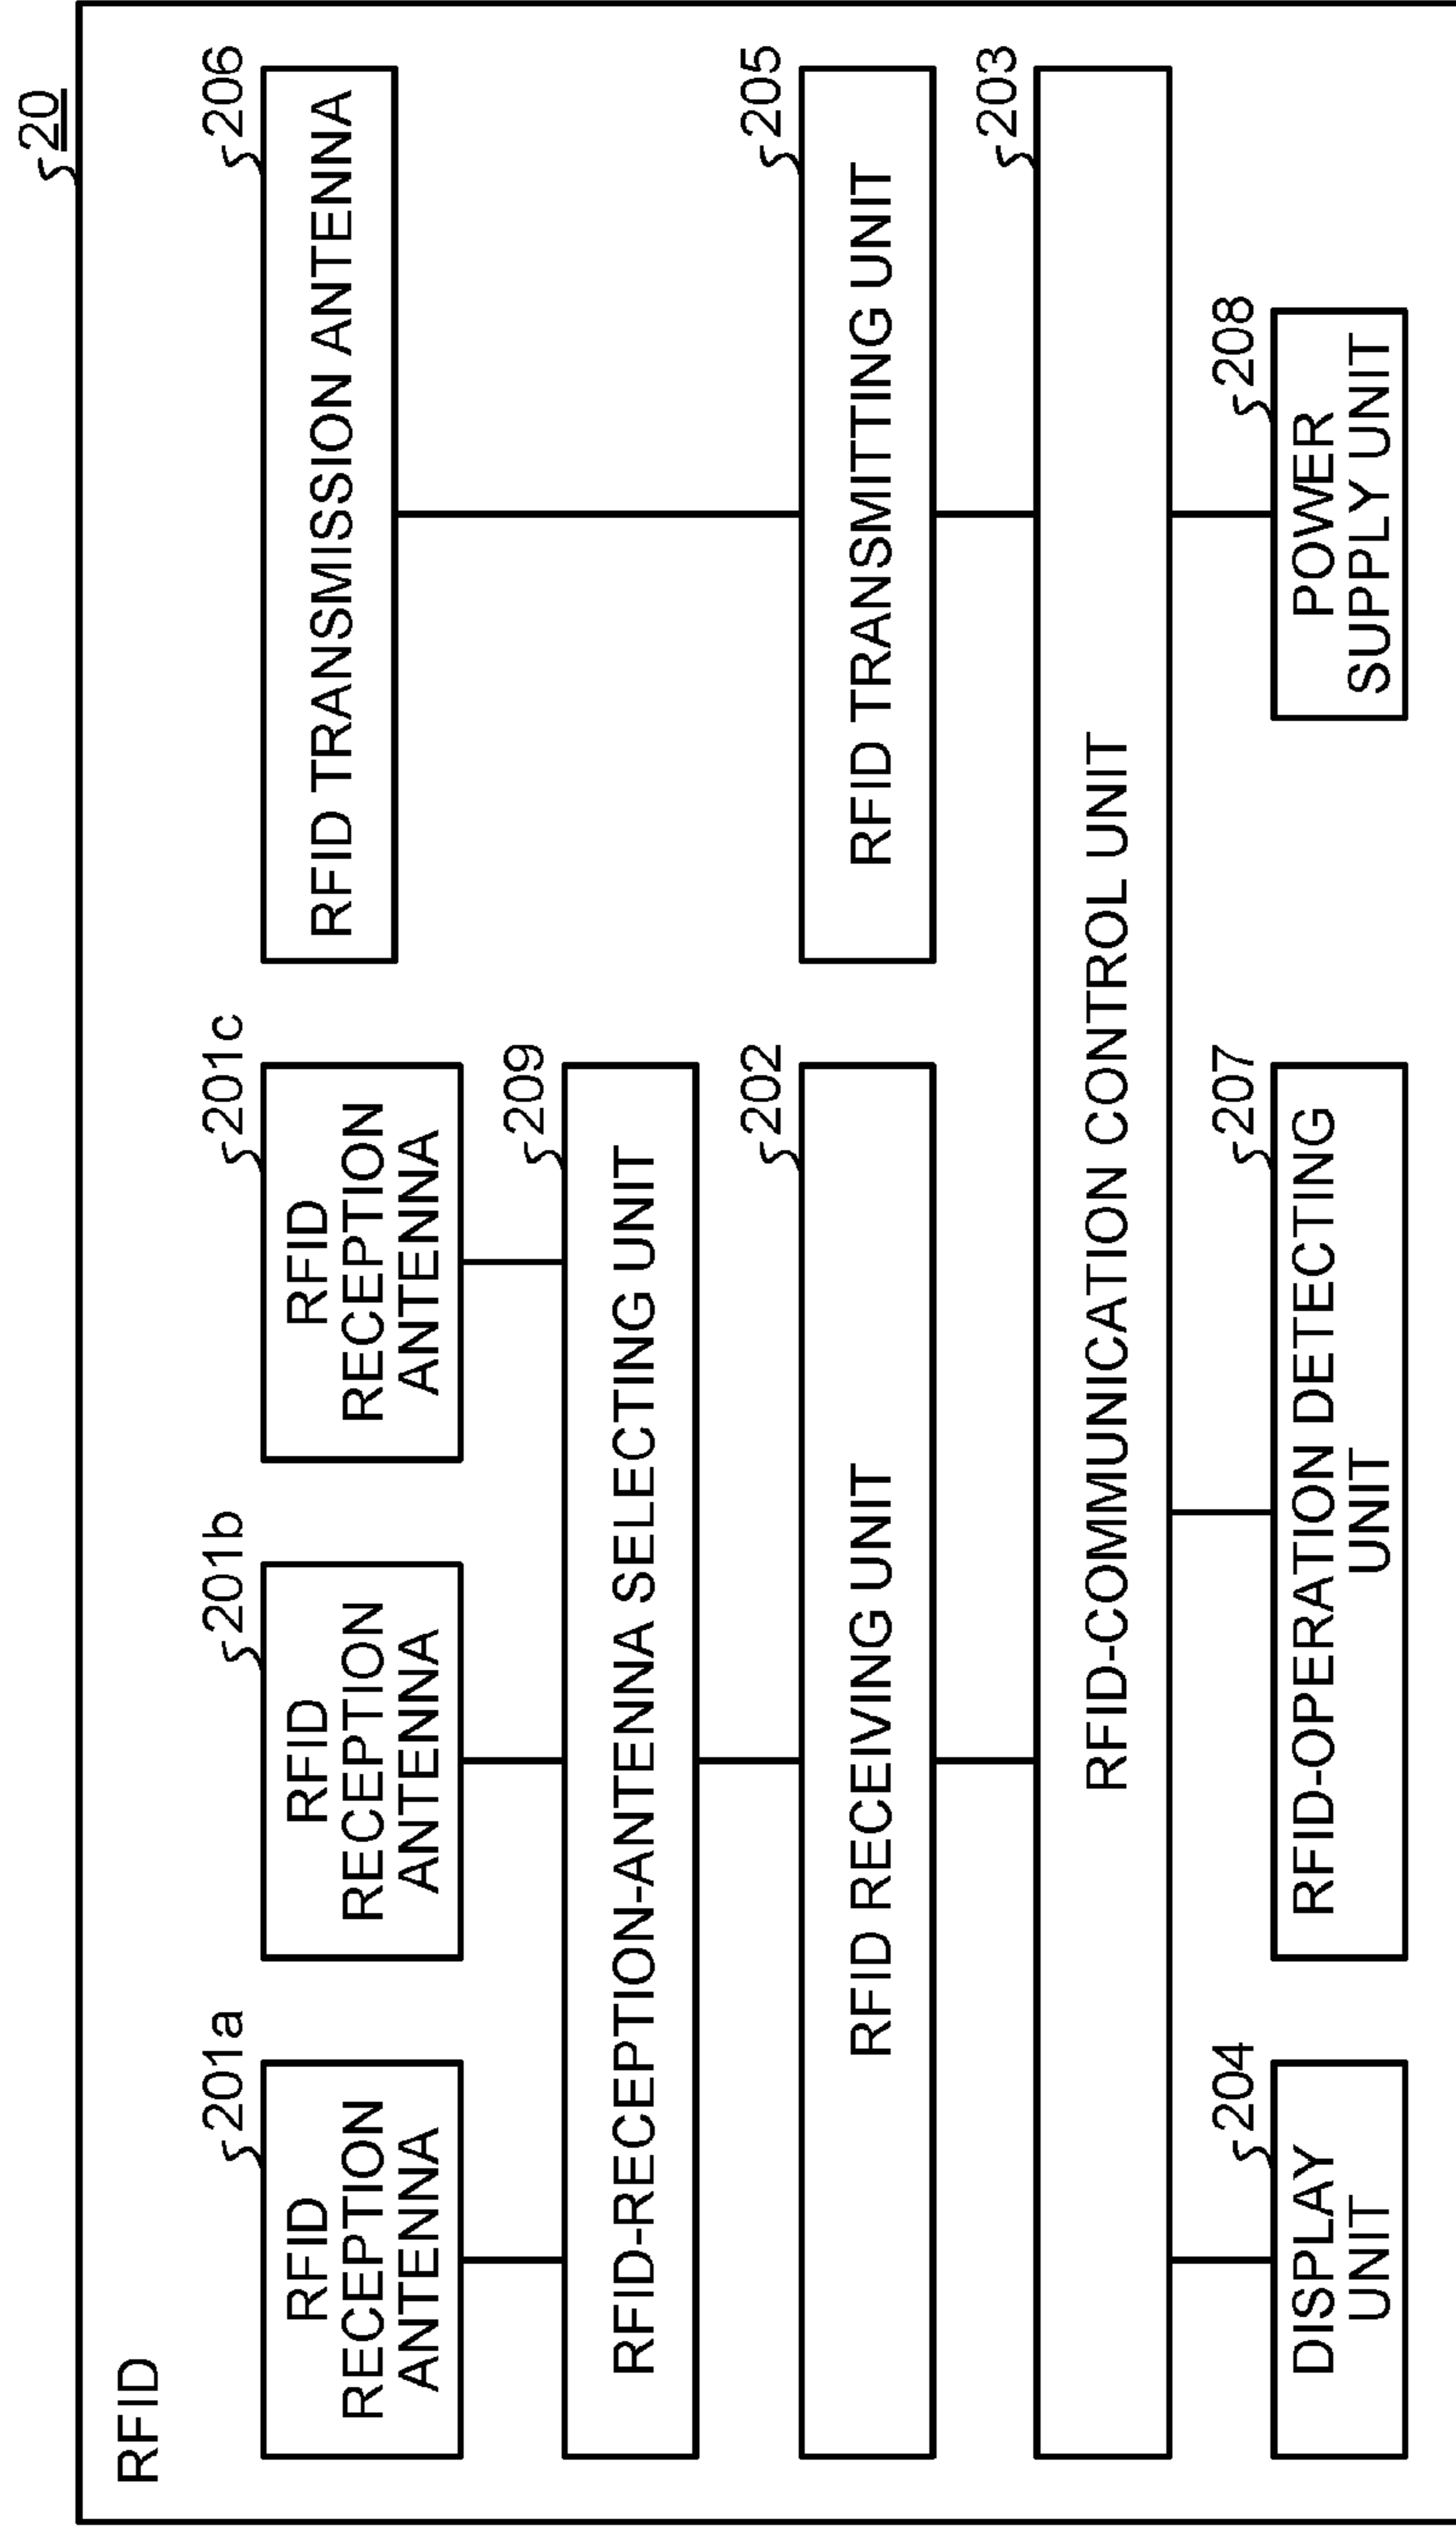 20
RFID
201a
RFID
RECEPTION
ANTENNA
201b
RFID
RECEPTION
ANTENNA
201c
RFID
RECEPTION
ANTENNA
206
RFID TRANSMISSION ANTENNA
209
RFID-RECEPTION-ANTENNA SELECTING UNIT
202
RFID RECEIVING UNIT
205
RFID TRANSMITTING UNIT
203
RFID-COMMUNICATION CONTROL UNIT
204
DISPLAY
UNIT
207
RFID-OPERATION DETECTING
UNIT
208
POWER
SUPPLY UNIT